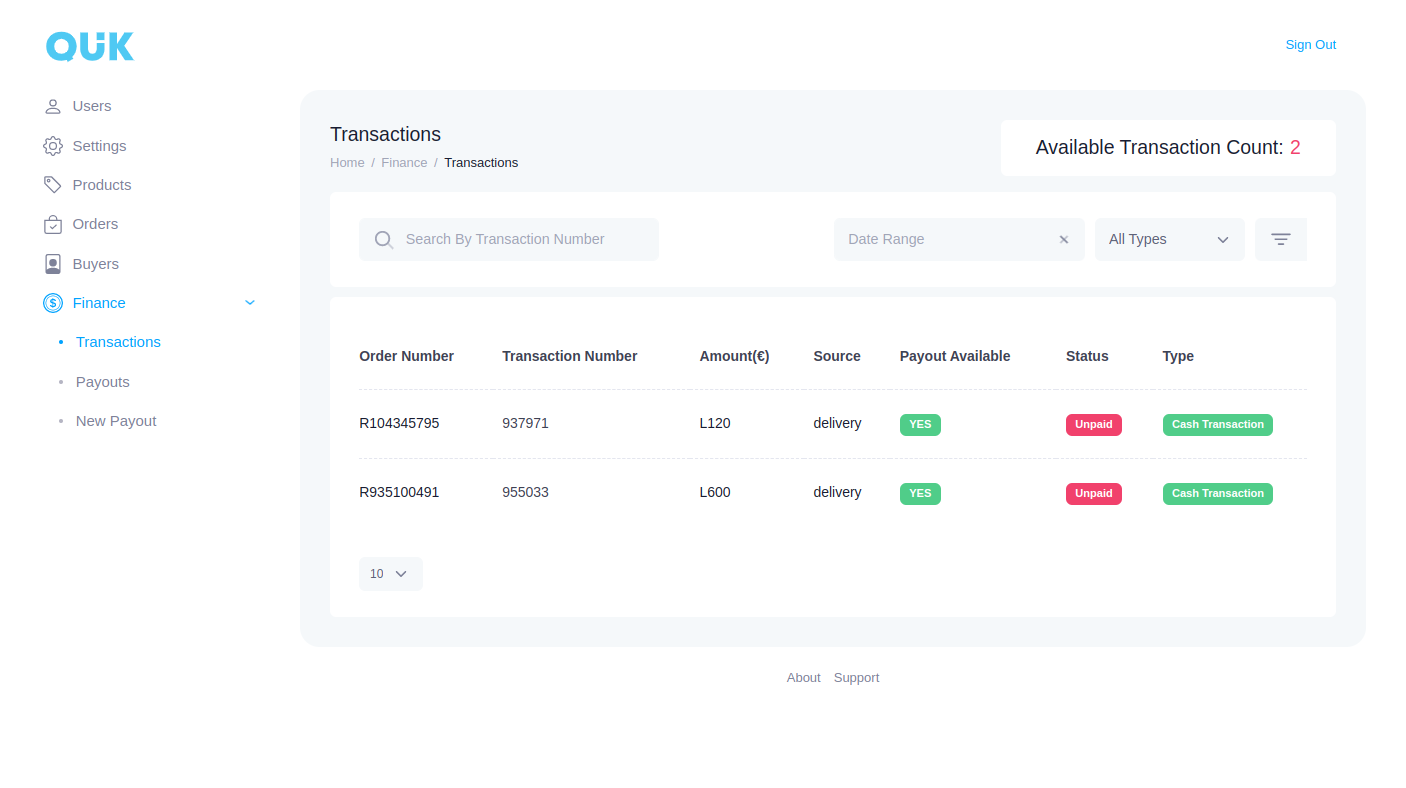 QUiK
Sign Out
Users
Settings
Products
Orders
Buyers
$ Finance
Transactions
Payouts
New Payout
Transactions
Home / Finance / Transactions
Available Transaction Count: 2
Search By Transaction Number
Date Range
All Types
Order Number Transaction Number Amount(€) Source Payout Available Status Type
R104345795 937971 L120 delivery YES Unpaid Cash Transaction
R935100491 955033 L600 delivery YES Unpaid Cash Transaction
10
About Support